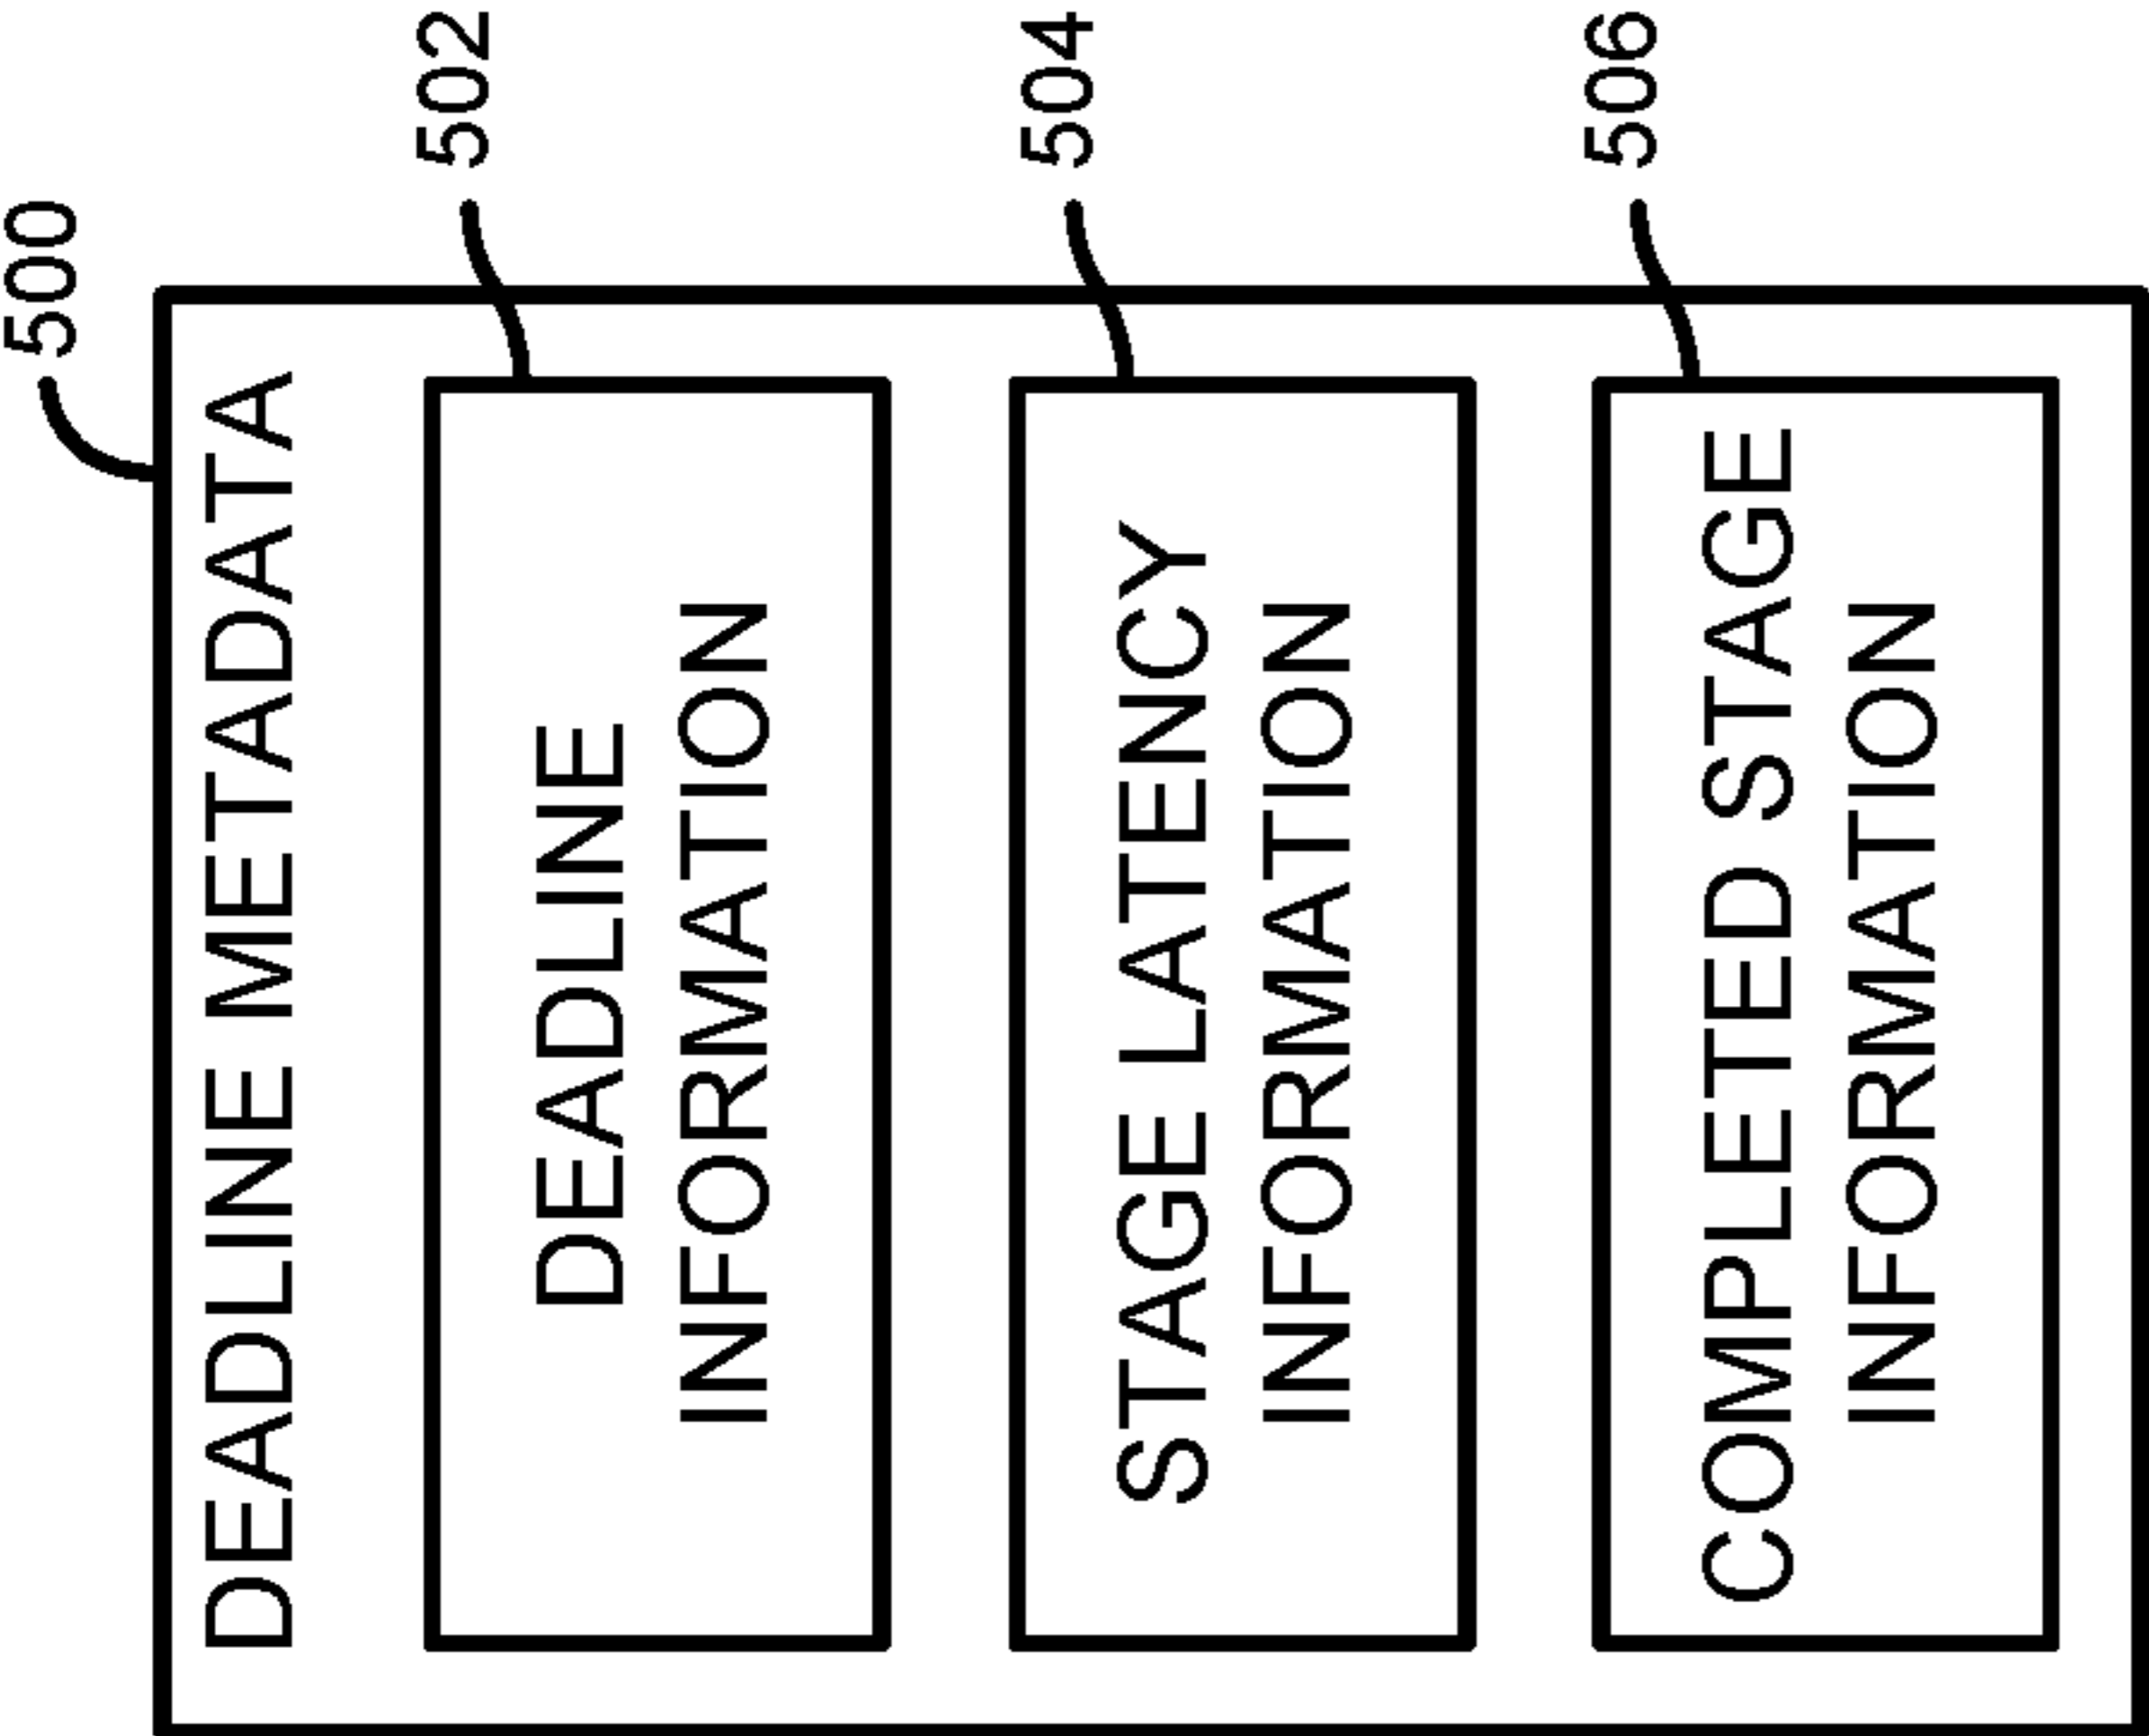 500
DEADLINE METADATA
502
DEADLINE
INFORMATION
504
STAGE LATENCY
INFORMATION
506
COMPLETED STAGE
INFORMATION